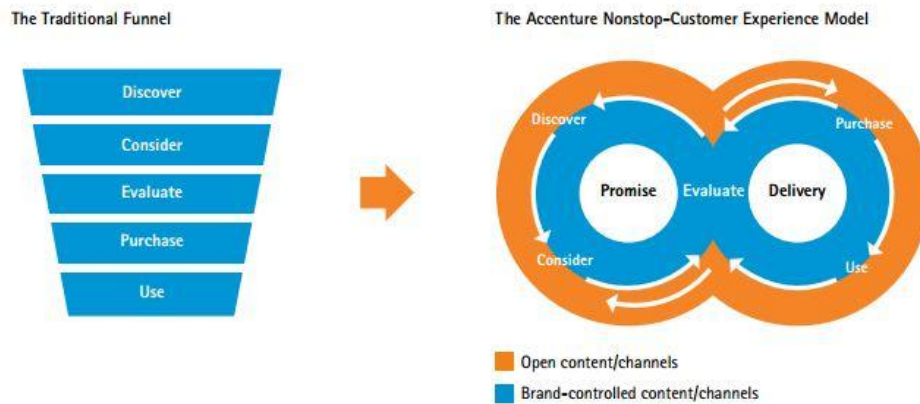 The Traditional Funnel
Discover
Consider
Evaluate
Purchase
Use
The Accenture Nonstop-Customer Experience Model
Discover
Purchase
Promise
Evaluate
Delivery
Consider
Use
Open content/channels
Brand-controlled content/channels